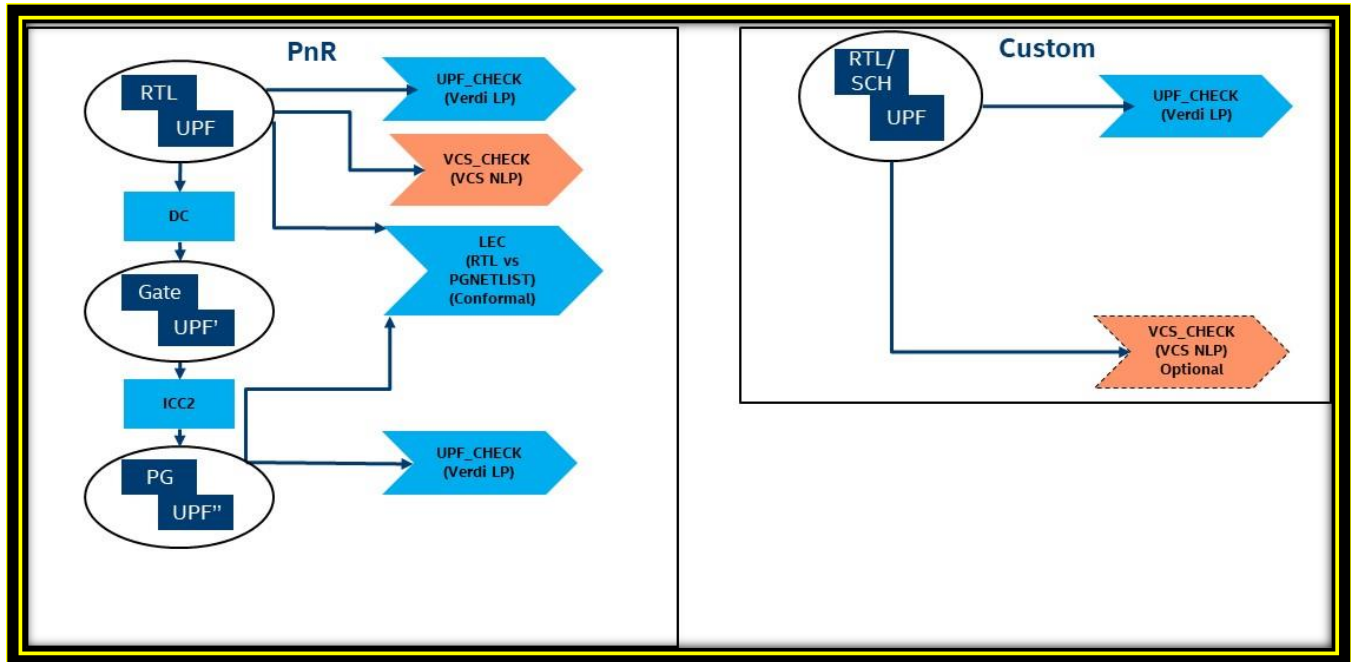 PnR
RTL
UPF
UPF_CHECK
(Verdi LP)
VCS_CHECK
(VCS NLP)
DC
LEC
(RTL vs
PGNETLIST)
(Conformal)
Gate
UPF'
ICC2
UPF_CHECK
(Verdi LP)
PG
UPF"
Custom
RTL/
SCH
UPF
UPF_CHECK
(Verdi LP)
VCS_CHECK
(VCS NLP)
Optional